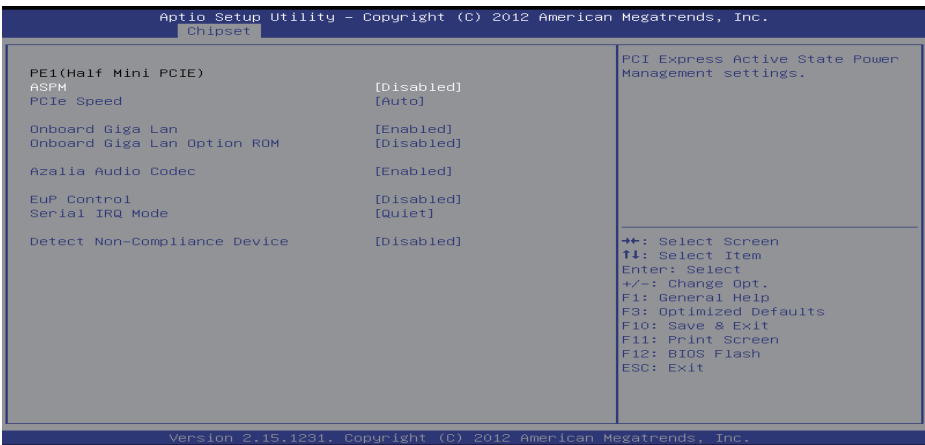 Aptio Setup Utility – Copyright (C) 2012 American Megatrends, Inc.
Chipset
PE1(Half Mini PCIE)
ASPM [Disabled]
PCIe Speed [Auto]
Onboard Giga Lan [Enabled]
Onboard Giga Lan Option ROM [Disabled]
Azalia Audio Codec [Enabled]
EuP Control [Disabled]
Serial IRQ Mode [Quiet]
Detect Non-Compliance Device [Disabled]
PCI Express Active State Power
Management settings.
→←: Select Screen
↑↓: Select Item
Enter: Select
+/-: Change Opt.
F1: General Help
F3: Optimized Defaults
F10: Save & Exit
F11: Print Screen
F12: BIOS Flash
ESC: Exit
Version 2.15.1231. Copyright (C) 2012 American Megatrends, Inc.